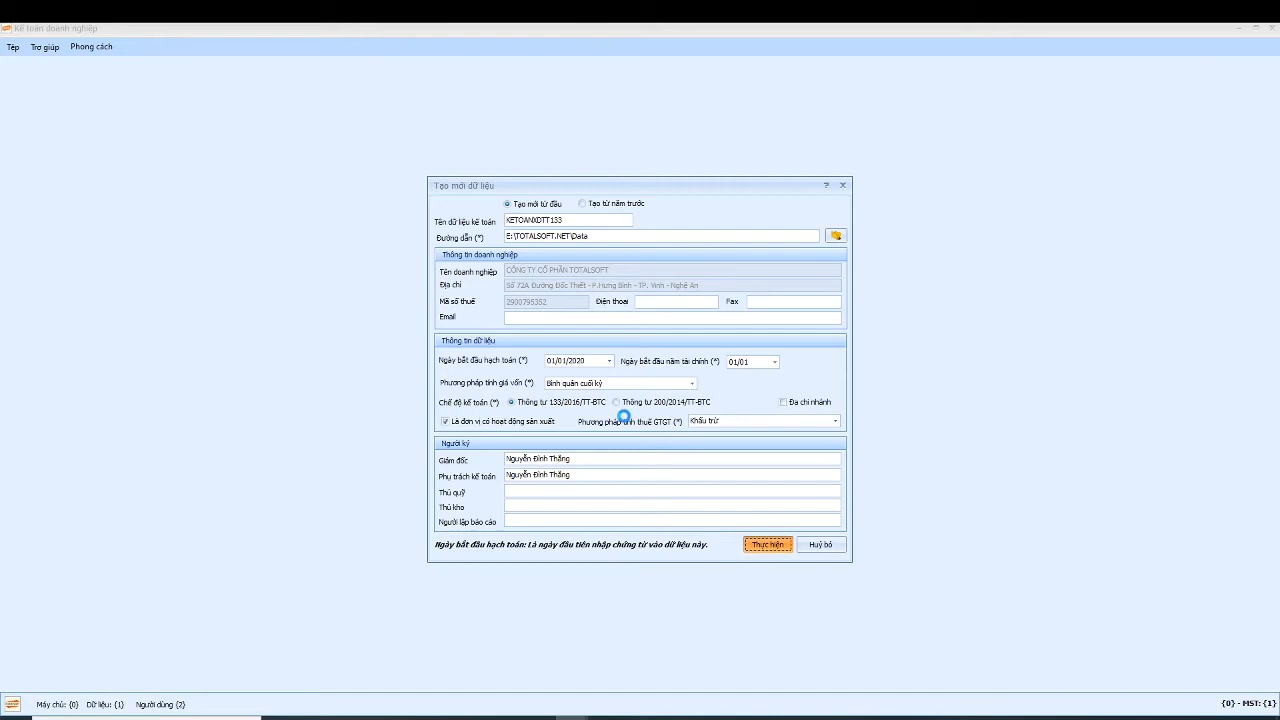 Kế toán doanh nghiệp
Tệp Trợ giúp Phong cách
Tạo mới dữ liệu ?
Tạo mới từ đầu Tạo từ năm trước
Tên dữ liệu kế toán KETOANXDTT133
Đường dẫn (*) E:\TOTALSOFT.NET\Data
Thông tin doanh nghiệp
Tên doanh nghiệp CÔNG TY CỔ PHẦN TOTALSOFT
Địa chỉ Số 72A Đường Đốc Thiết - P.Hưng Bình - TP. Vinh - Nghệ An
Mã số thuế 2900795352 Điện thoại Fax
Email
Thông tin dữ liệu
Ngày bắt đầu hạch toán (*) 01/01/2020 Ngày bắt đầu năm tài chính (*) 01/01
Phương pháp tính giá vốn (*) Bình quân cuối kỳ
Chế độ kế toán (*) Thông tư 133/2016/TT-BTC Thông tư 200/2014/TT-BTC Đa chi nhánh
Là đơn vị có hoạt động sản xuất Phương pháp tính thuế GTGT (*) Khấu trừ
Người ký
Giám đốc Nguyễn Đình Thắng
Phụ trách kế toán Nguyễn Đình Thắng
Thủ quỹ
Thủ kho
Người lập báo cáo
Ngày bắt đầu hạch toán: Là ngày đầu tiên nhập chứng từ vào dữ liệu này. Thực hiện Huỷ bỏ
Máy chủ: {0} Dữ liệu: {1} Người dùng {2} {0} - MST: {1}